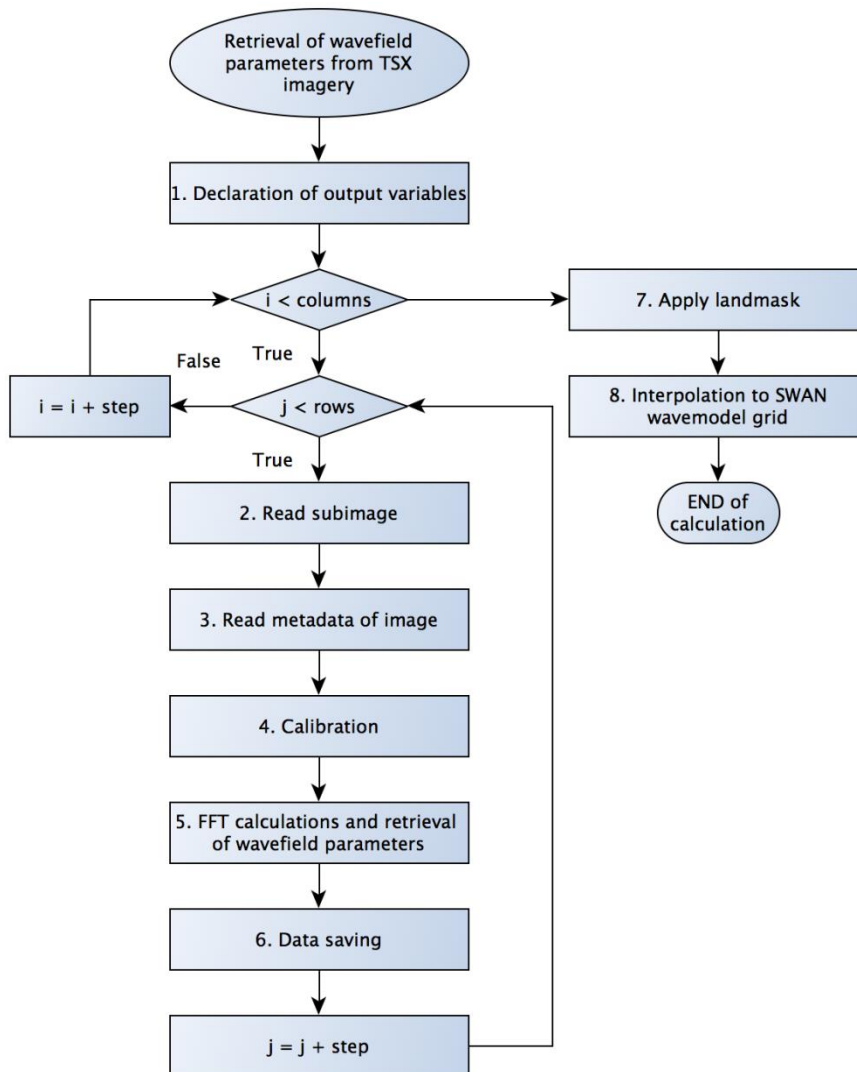 Retrieval of wavefield
parameters from TSX
imagery
1. Declaration of output variables
i < columns
7. Apply landmask
False
True
i = i + step
j < rows
8. Interpolation to SWAN
wavemodel grid
True
2. Read subimage
END of
calculation
3. Read metadata of image
4. Calibration
5. FFT calculations and retrieval
of wavefield parameters
6. Data saving
j = j + step